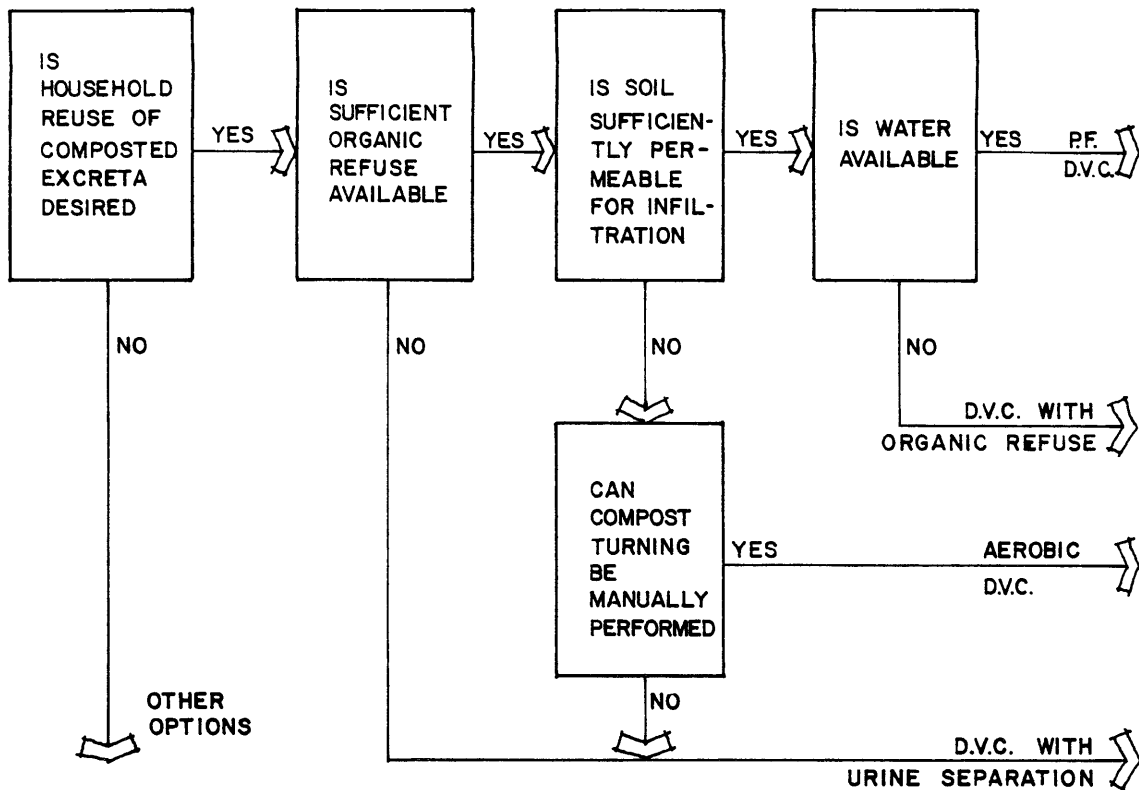 IS
HOUSEHOLD
REUSE OF
COMPOSTED
EXCRETA
DESIRED
YES
IS
SUFFICIENT
ORGANIC
REFUSE
AVAILABLE
YES
IS SOIL
SUFFICIEN-
TLY PER-
MEABLE
FOR INFIL-
TRATION
YES
IS WATER
AVAILABLE
YES
P.F.
D.V.C.
NO
NO
NO
NO
D.V.C. WITH
ORGANIC REFUSE
CAN
COMPOST
TURNING
BE
MANUALLY
PERFORMED
YES
AEROBIC
D.V.C.
NO
OTHER
OPTIONS
D.V.C. WITH
URINE SEPARATION